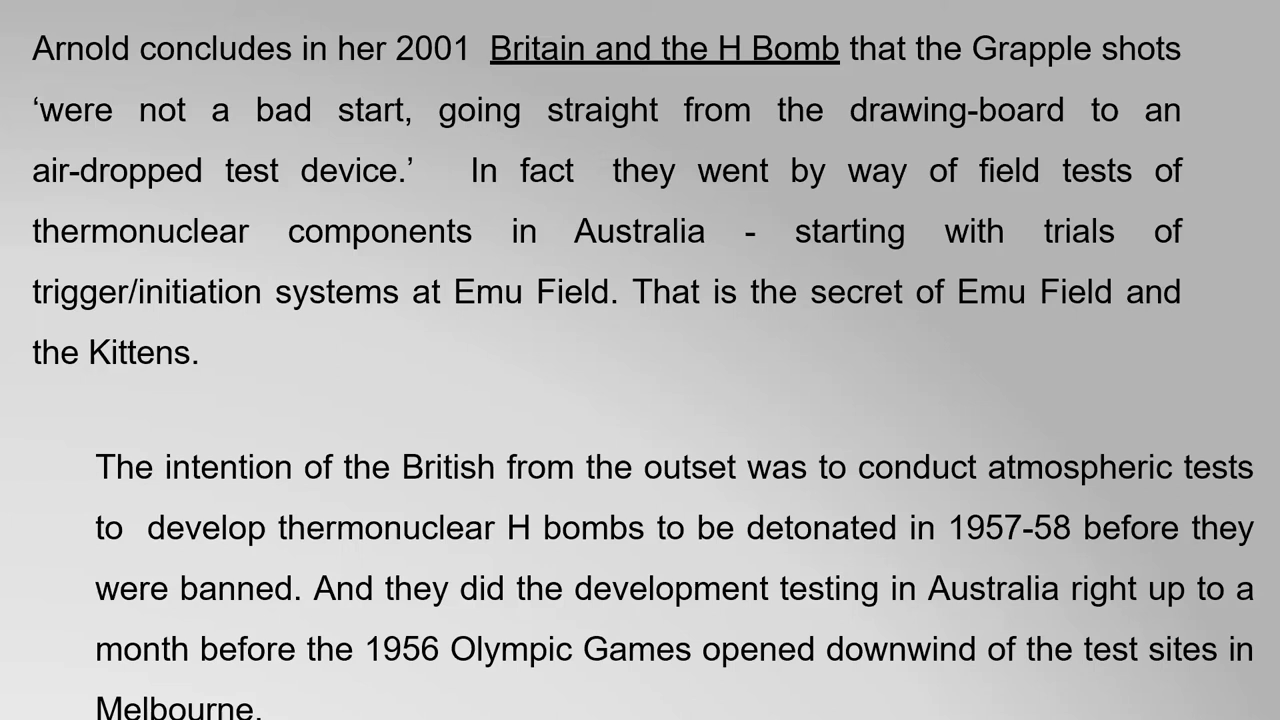 Arnold concludes in her 2001 Britain and the H Bomb that the Grapple shots
‘were not a bad start, going straight from the drawing-board to an
air-dropped test device.’ In fact they went by way of field tests of
thermonuclear components in Australia - starting with trials of
trigger/initiation systems at Emu Field. That is the secret of Emu Field and
the Kittens.
The intention of the British from the outset was to conduct atmospheric tests
to develop thermonuclear H bombs to be detonated in 1957-58 before they
were banned. And they did the development testing in Australia right up to a
month before the 1956 Olympic Games opened downwind of the test sites in
Melbourne.